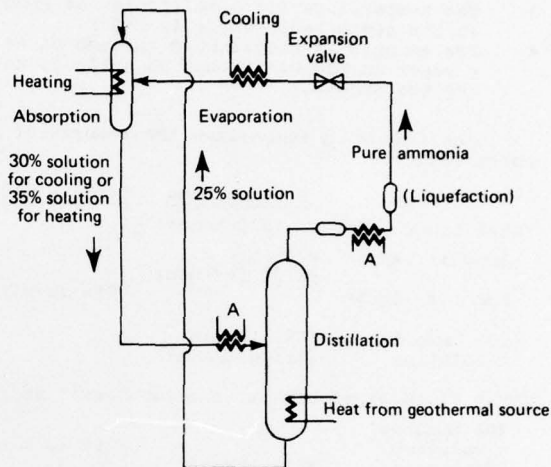 Cooling
Expansion
valve
Heating
Absorption
Evaporation
30% solution
for cooling or
35% solution
for heating
25% solution
Pure ammonia
(Liquefaction)
A
A
Distillation
Heat from geothermal source